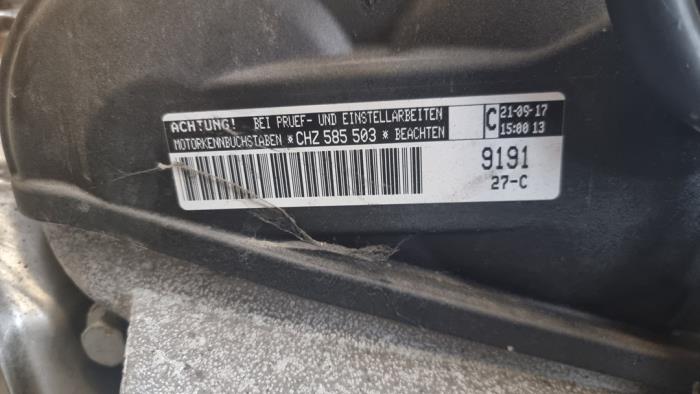 ACHTUNG! BEI PRUEF- UND EINSTELLARBEITEN
MOTORKENNBUCHSTABEN *CHZ 585 503* BEACHTEN
C 21-09-17
15:00 13
9191
27-C